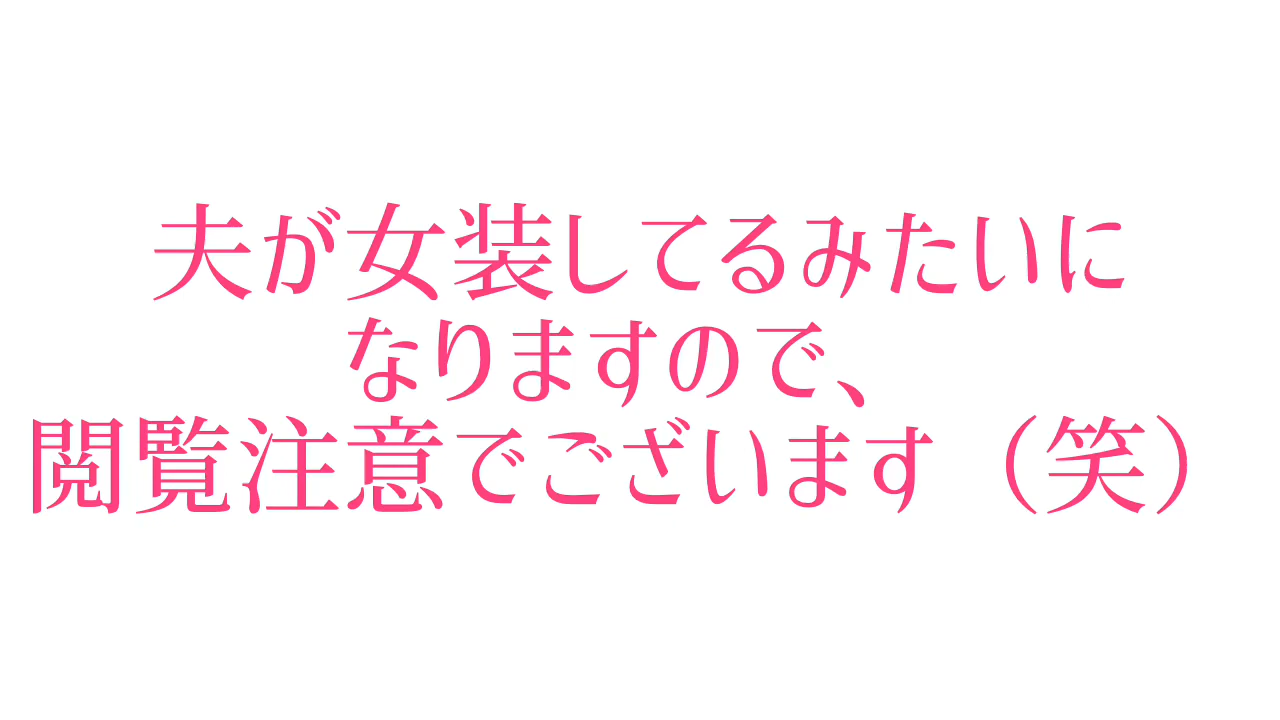 夫が女装してるみたいに
なりますので、
閲覧注意でございます（笑）